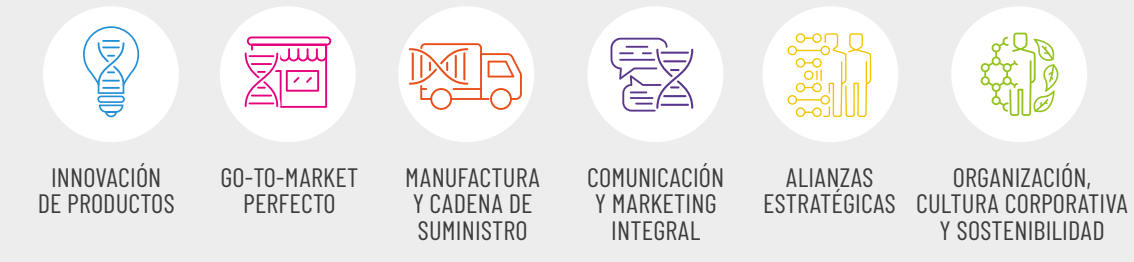 INNOVACIÓN
DE PRODUCTOS
GO-TO-MARKET
PERFECTO
MANUFACTURA
Y CADENA DE
SUMINISTRO
COMUNICACIÓN
Y MARKETING
INTEGRAL
ALIANZAS
ESTRATÉGICAS
ORGANIZACIÓN,
CULTURA CORPORATIVA
Y SOSTENIBILIDAD